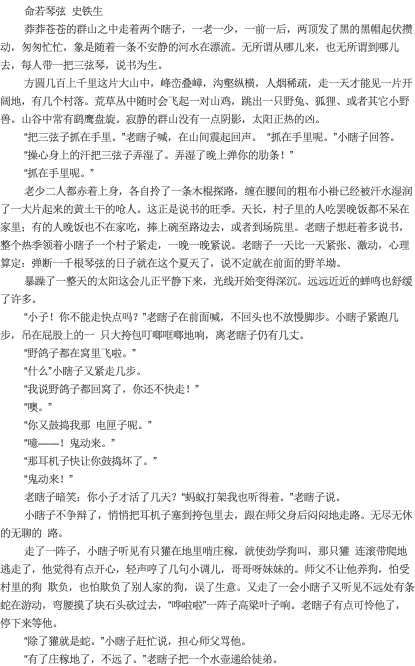 命若琴弦 史铁生
莽莽苍苍的群山之中走着两个瞎子，一老一少，一前一后，两顶发了黑的黑帽起伏攒
动，匆匆忙忙，象是随着一条不安静的河水在漂流。无所谓从哪儿来，也无所谓到哪儿
去，每人带一把三弦琴，说书为生。
方圆几百上千里这片大山中，峰峦叠嶂，沟壑纵横，人烟稀疏，走一天才能见一片开
阔地，有几个村落。荒草丛中随时会飞起一对山鸡，跳出一只野兔、狐狸、或者其它小野
兽。山谷中常有鹞鹰盘旋。寂静的群山没有一点阴影，太阳正热的凶。
“把三弦子抓在手里。”老瞎子喊，在山间震起回声。 “抓在手里呢。”小瞎子回答。
“操心身上的汗把三弦子弄湿了。弄湿了晚上弹你的肋条！”
“抓在手里呢。”
老少二人都赤着上身，各自拎了一条木棍探路，缠在腰间的粗布小褂已经被汗水湿润
了一大片起来的黄土干的呛人。这正是说书的旺季。天长，村子里的人吃罢晚饭都不呆在
家里；有的人晚饭也不在家吃，捧上碗至路边去，或者到场院里。老瞎子想赶着多说书，
整个热季领着小瞎子一个村子紧走，一晚一晚紧说。老瞎子一天比一天紧张、激动，心理
算定：弹断一千根琴弦的日子就在这个夏天了，说不定就在前面的野羊坳。
暴躁了一整天的太阳这会儿正平静下来，光线开始变得深沉。远远近近的蝉鸣也舒缓
了许多。
“小子！你不能走快点吗？”老瞎子在前面喊，不回头也不放慢脚步。小瞎子紧跑几
步，吊在屁股上的一 只大挎包叮啷哐啷地响，离老瞎子仍有几丈。
“野鸽子都在窝里飞啦。”
“什么”小瞎子又紧走几步。
“我说野鸽子都回窝了，你还不快走！”
“噢。”
“你又鼓捣我那 电匣子呢。”
“噫——！鬼动来。”
“那耳机子快让你鼓捣坏了。”
“鬼动来！”
老瞎子暗笑：你小子才活了几天？“蚂蚁打架我也听得着。”老瞎子说。
小瞎子不争辩了，悄悄把耳机子塞到挎包里去，跟在师父身后闷闷地走路。无尽无休
的无聊的 路。
走了一阵子，小瞎子听见有只獾在地里啃庄稼，就使劲学狗叫，那只獾 连滚带爬地
逃走了，他觉得有点开心，轻声哼了几句小调儿，哥哥呀妹妹的。师父不让他养狗，怕受
村里的狗 欺负，也怕欺负了别人家的狗，误了生意。又走了一会小瞎子又听见不远处有条
蛇在游动，弯腰摸了块石头砍过去，“哗啦啦”一阵子高粱叶子响。老瞎子有点可怜他了，
停下来等他。
“除了獾就是蛇。”小瞎子赶忙说，担心师父骂他。
“有了庄稼地了，不远了。”老瞎子把一个水壶递给徒弟。